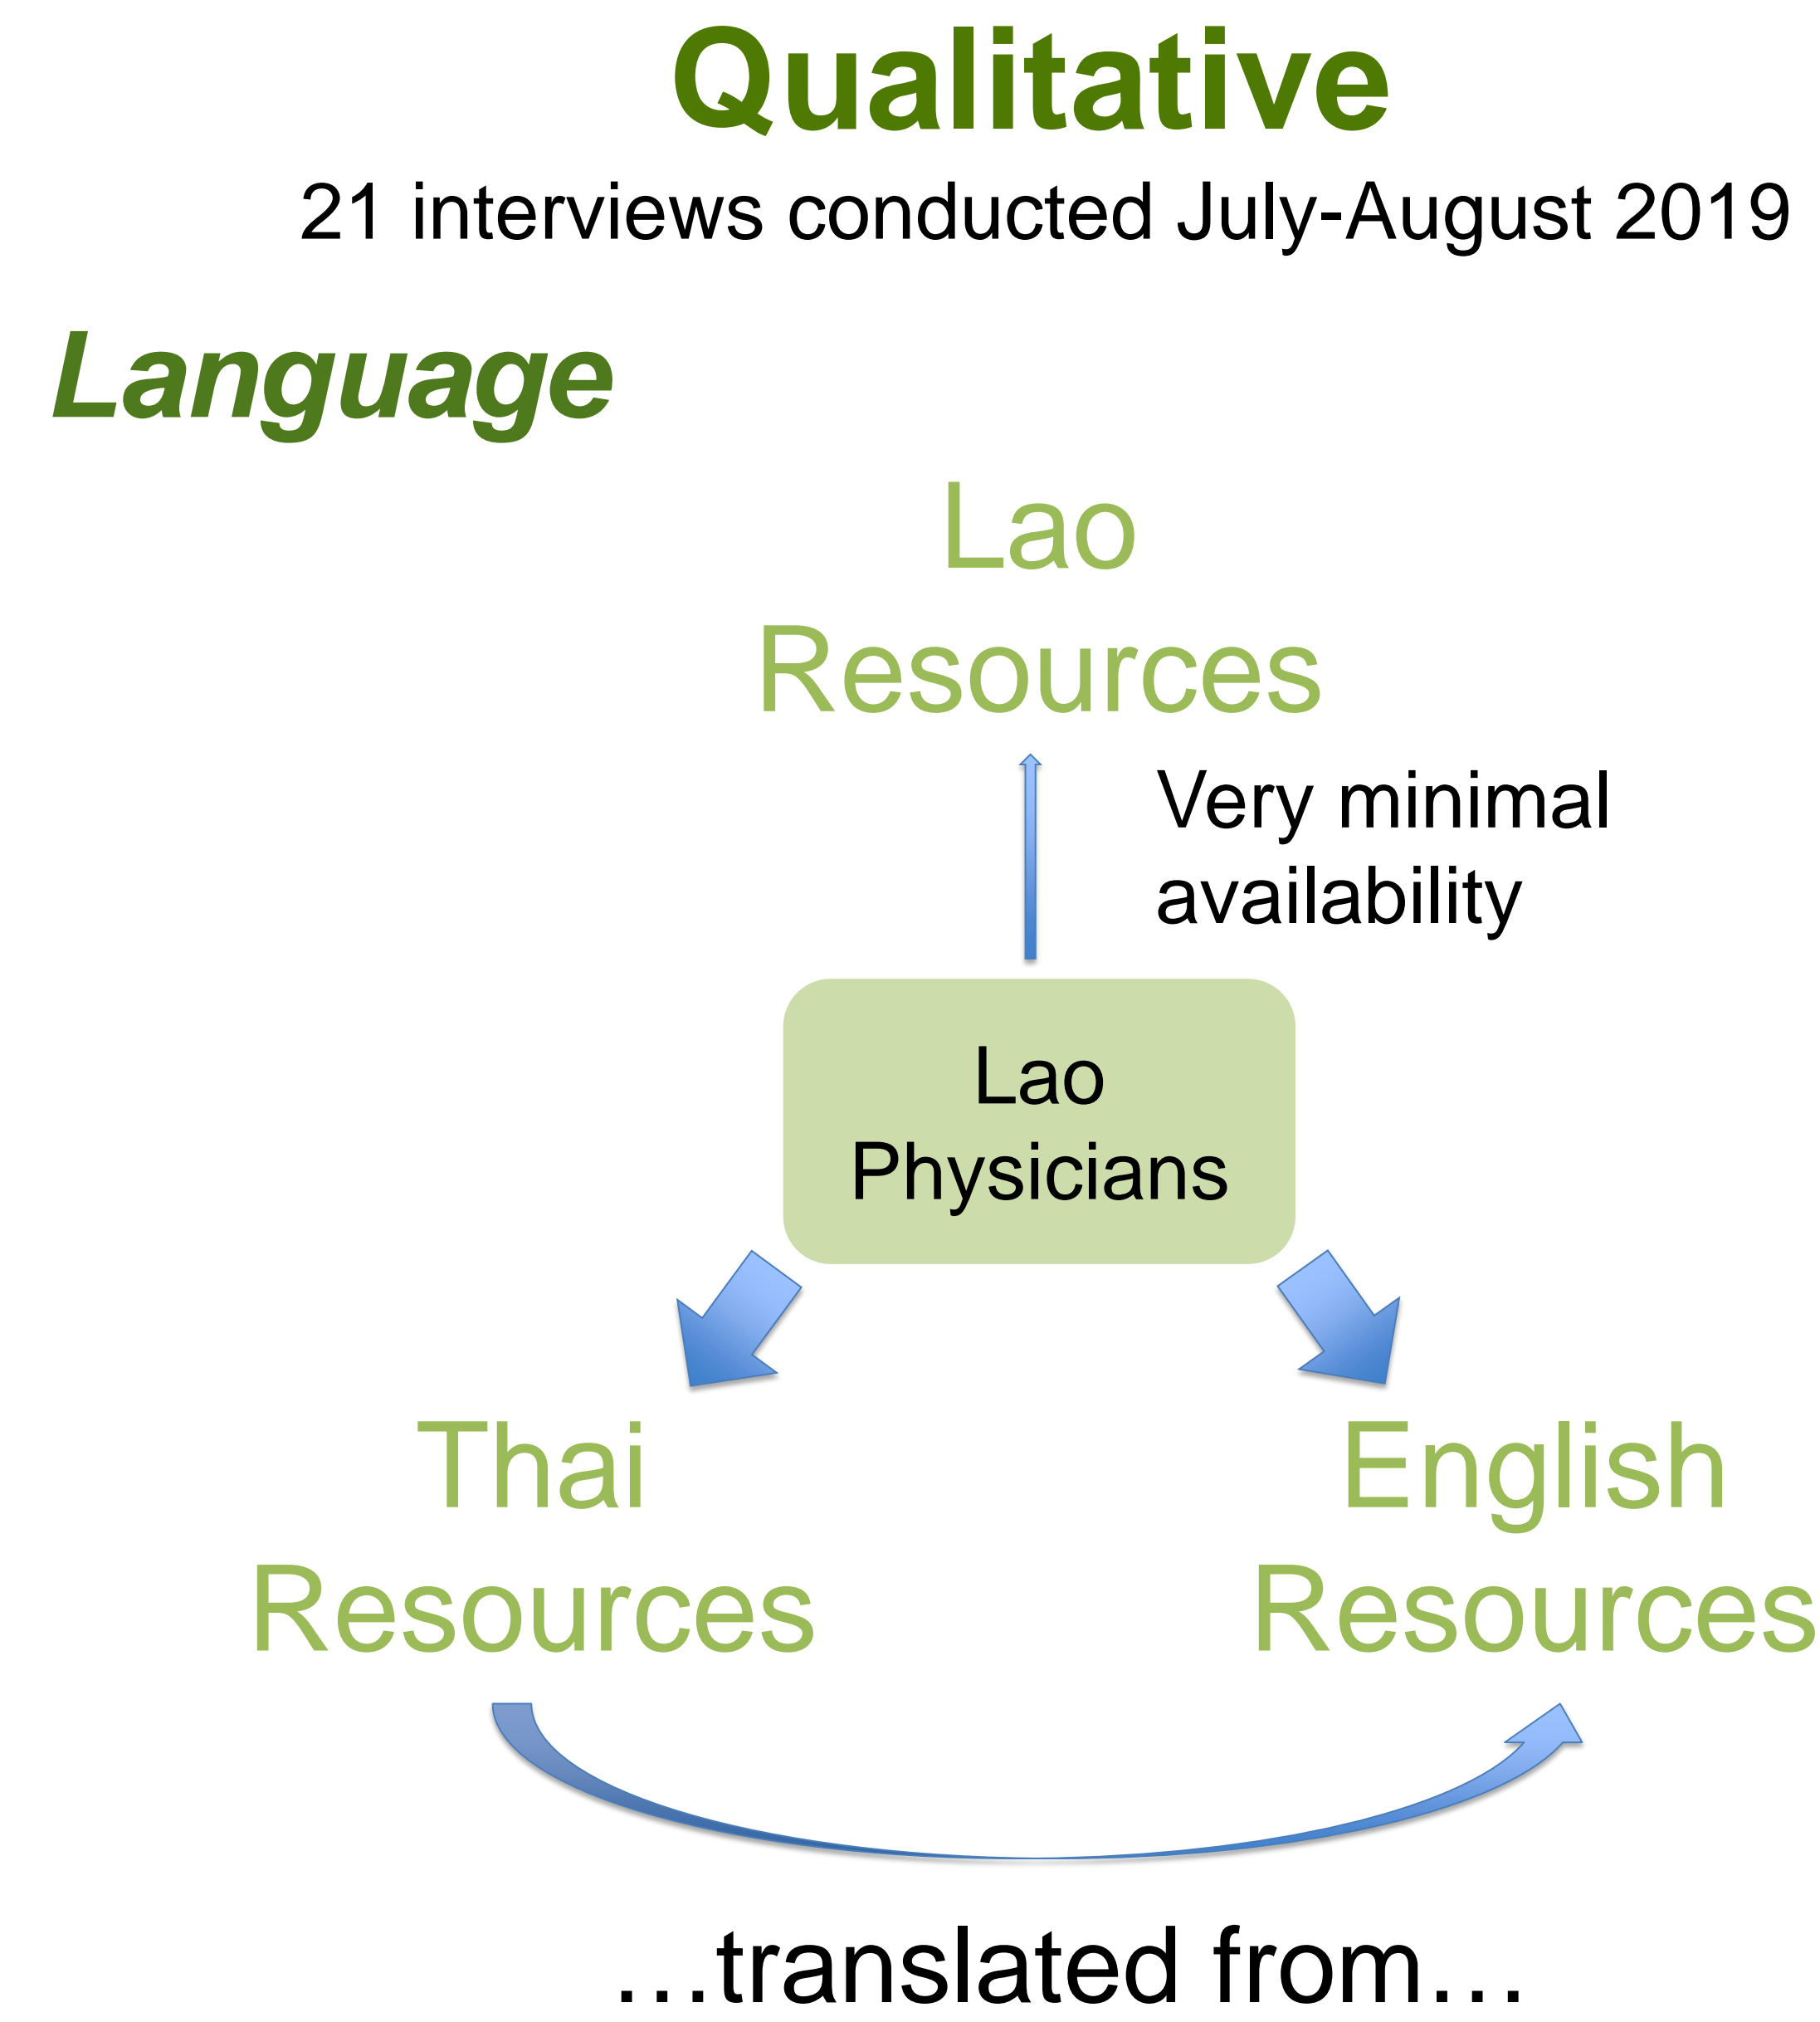 Qualitative
21 interviews conducted July-August 2019
Language
Lao
Resources
Very minimal
availability
Lao
Physicians
Thai
Resources
English
Resources
...translated from...